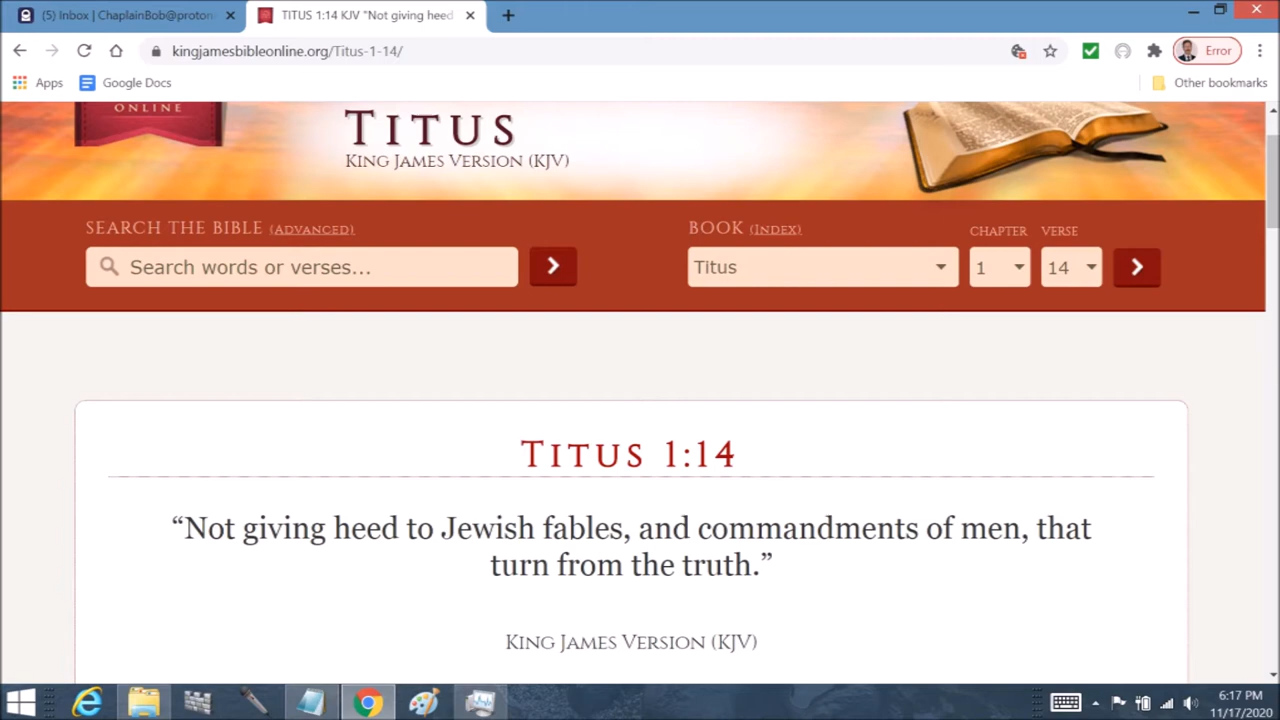 (5) Inbox | ChaplainBob@proton
TITUS 1:14 KJV "Not giving heed
kingjamesbibleonline.org/Titus-1-14/
Error
Apps
Google Docs
Other bookmarks
ONLINE
TITUS
KING JAMES VERSION (KJV)
SEARCH THE BIBLE (ADVANCED)
BOOK (INDEX)
CHAPTER
VERSE
Search words or verses...
Titus
1
14
TITUS 1:14
“Not giving heed to Jewish fables, and commandments of men, that
turn from the truth.”
KING JAMES VERSION (KJV)
6:17 PM
11/17/2020